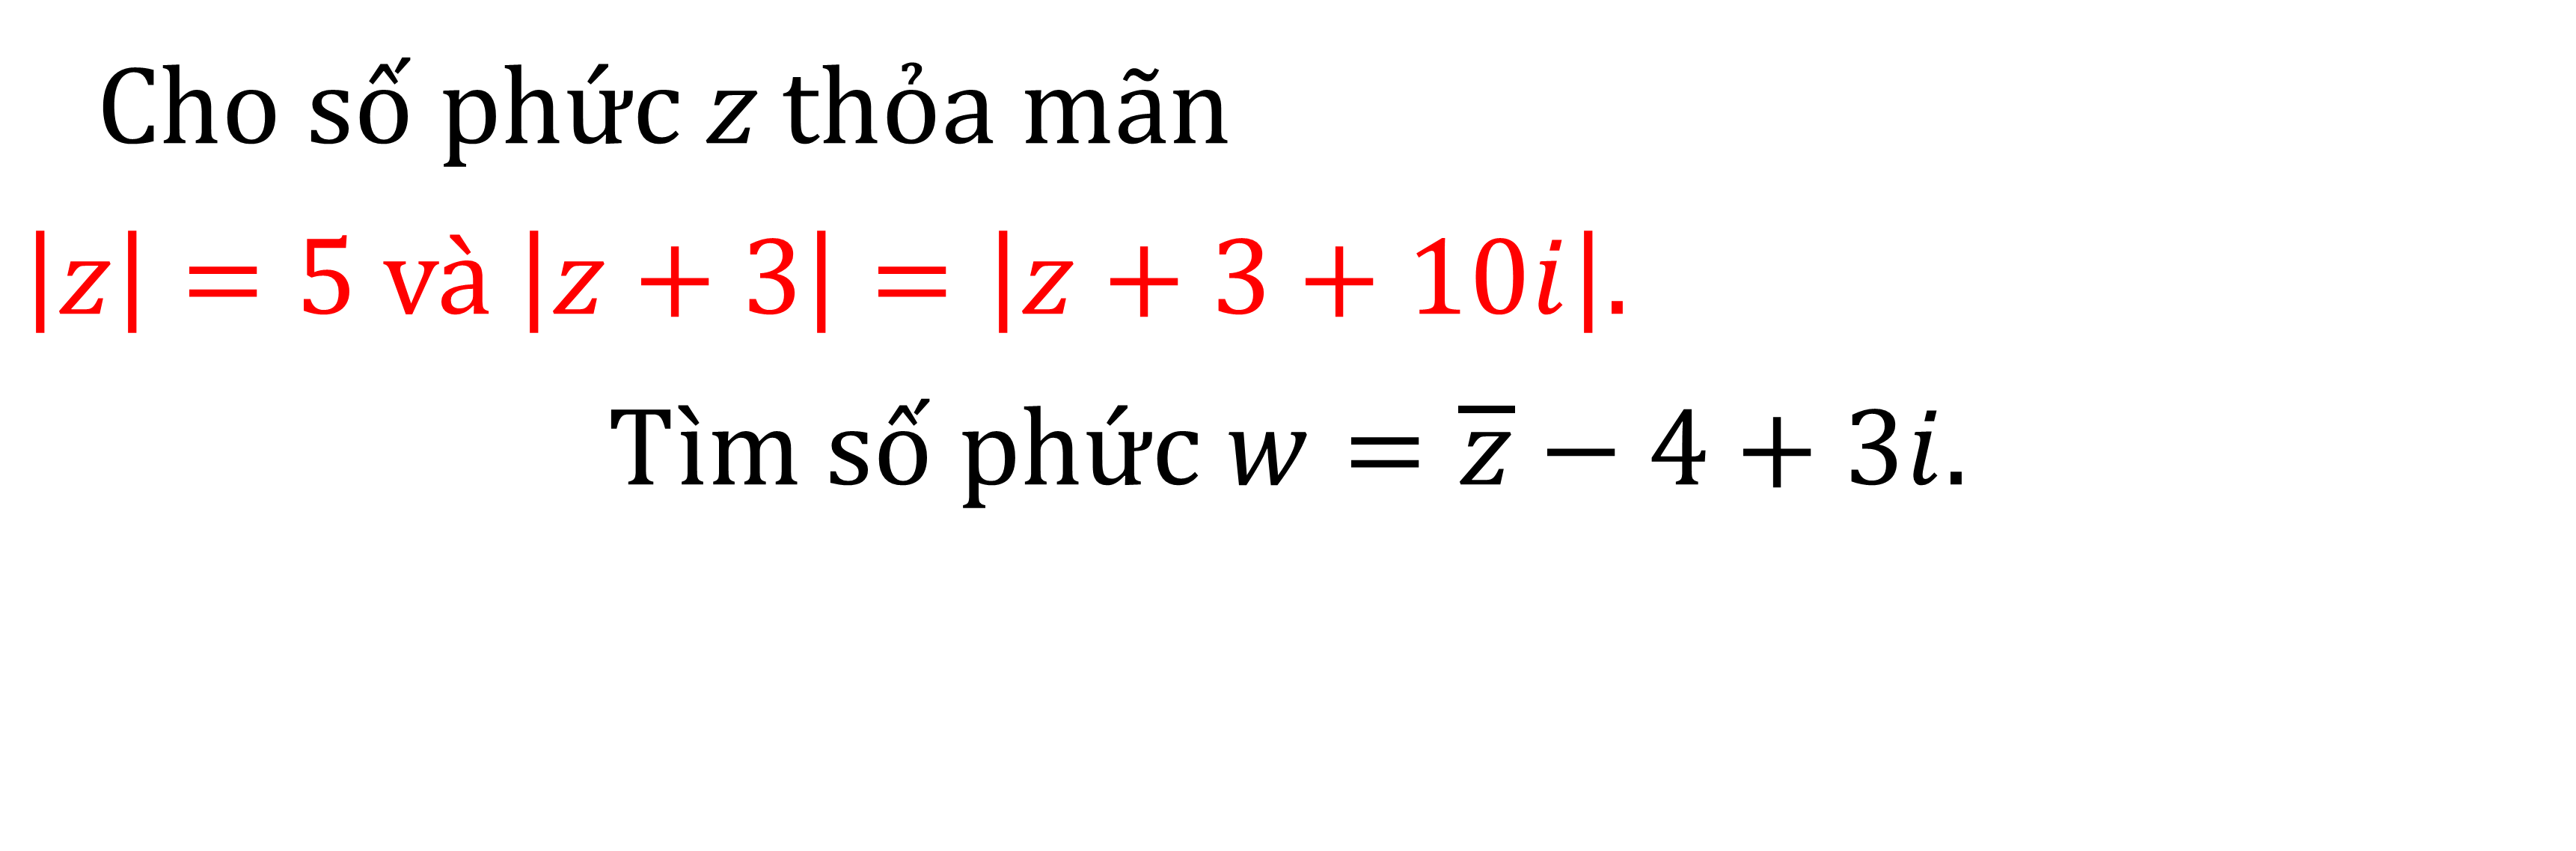 Cho số phức z thỏa mãn
|z| = 5 và |z + 3| = |z + 3 + 10i|.
Tìm số phức w = z̅ − 4 + 3i.